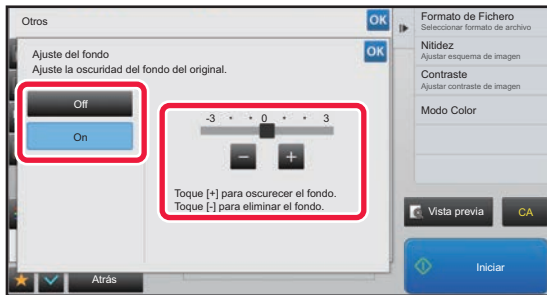 Otros
OK
Ajuste del fondo
Ajuste la oscuridad del fondo del original.
OK
Off
On
-3 0 3
- +
Toque [+] para oscurecer el fondo.
Toque [-] para eliminar el fondo.
Atrás
Formato de Fichero
Seleccionar formato de archivo
Nitidez
Ajustar esquema de imagen
Contraste
Ajustar contraste de imagen
Modo Color
Vista previa
CA
Iniciar